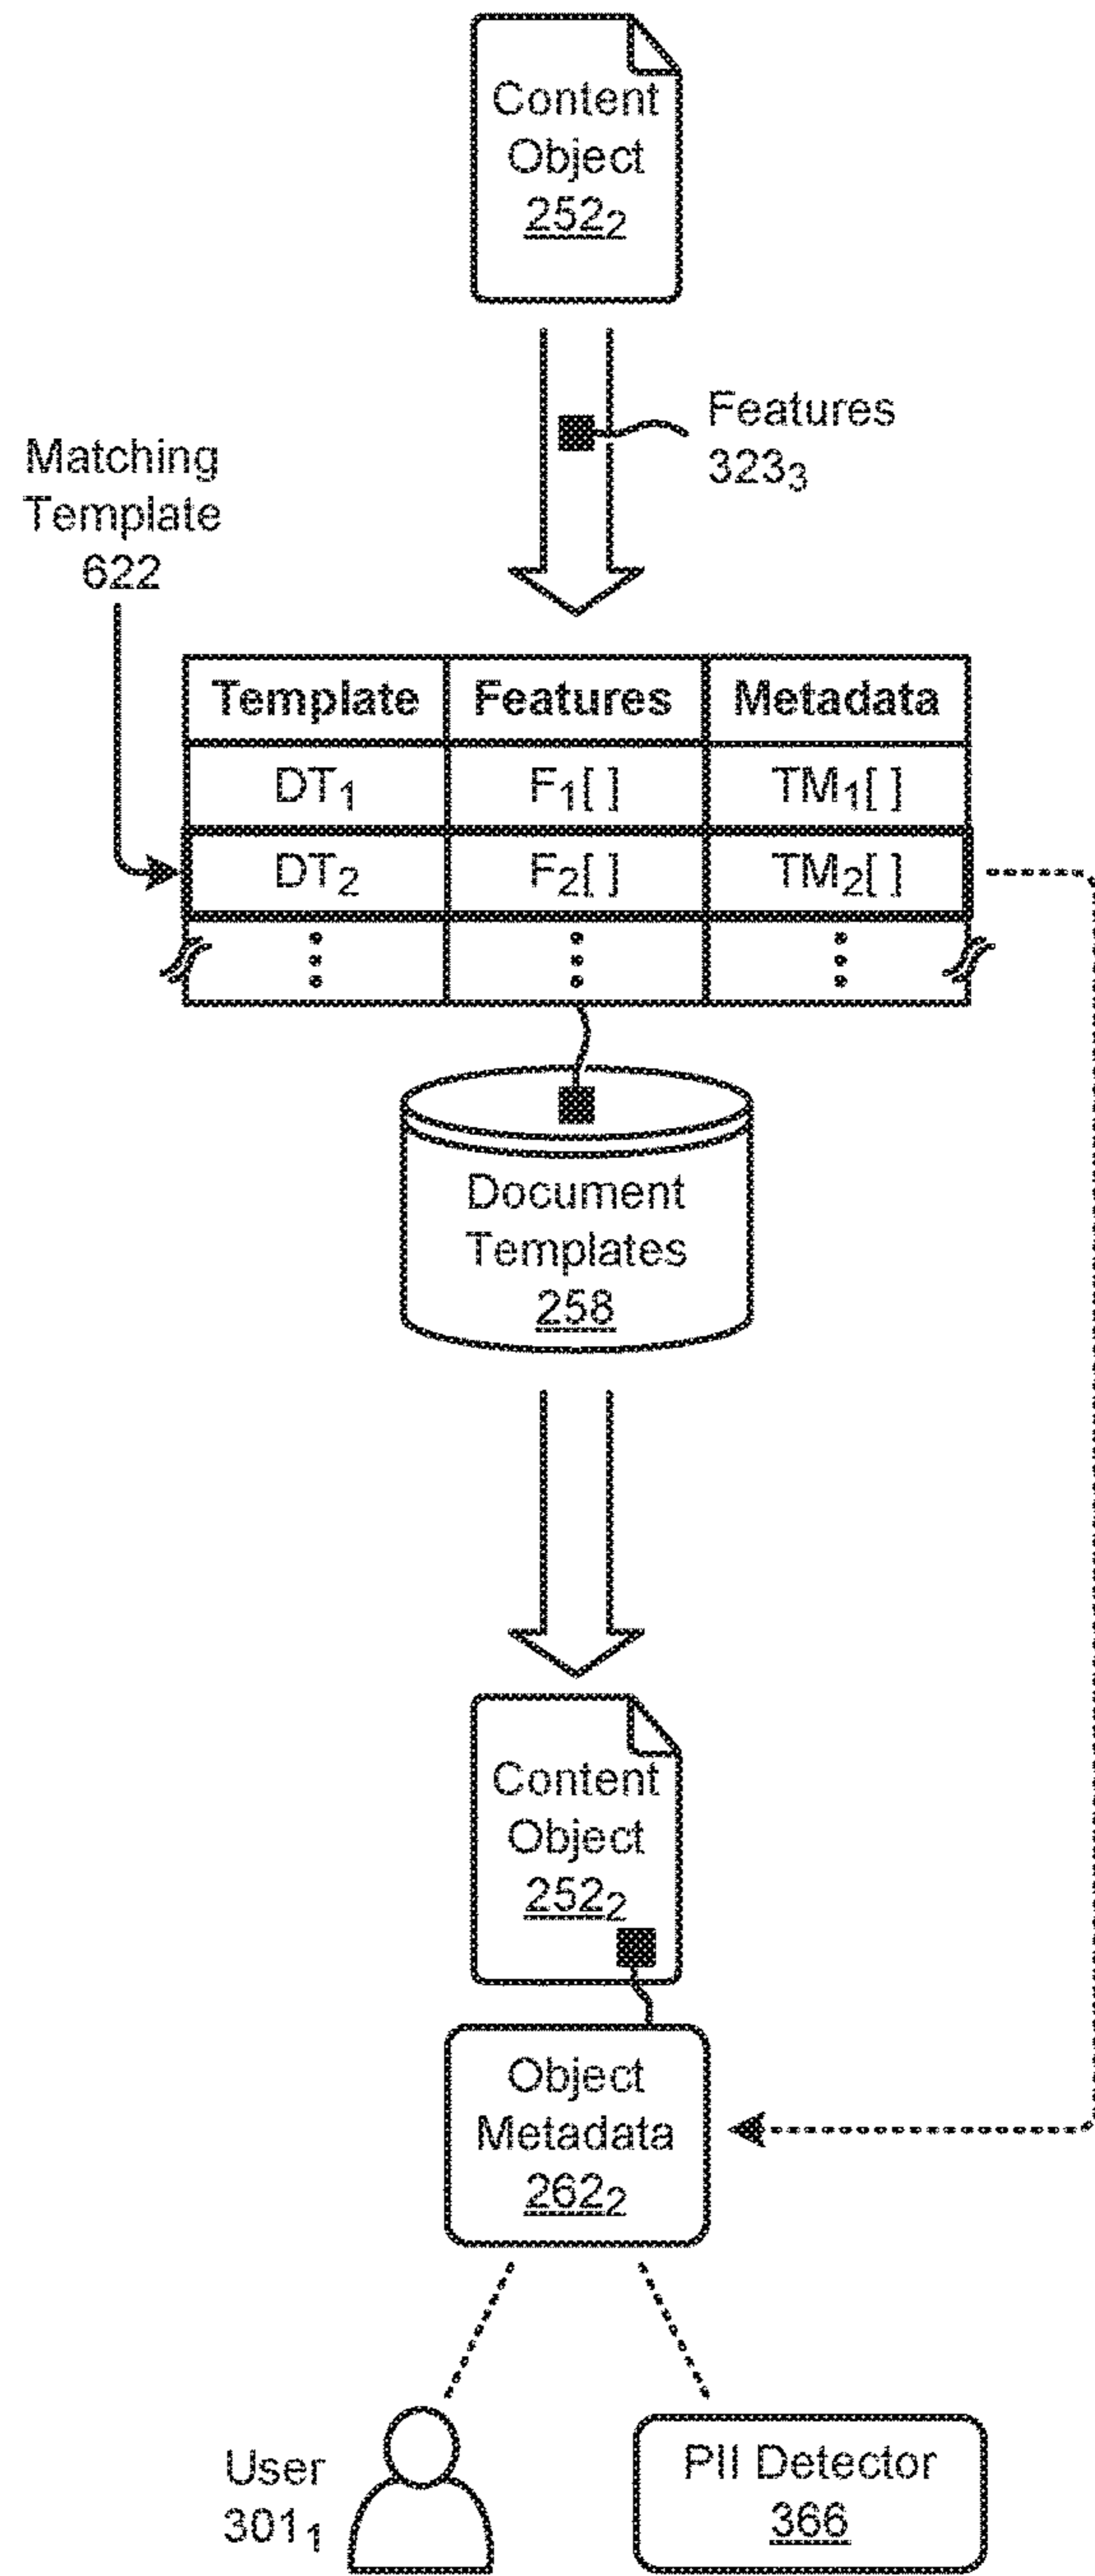 Content
Object
252₂
Features
323₃
Matching
Template
622
Template Features Metadata
DT₁ F₁[ ] TM₁[ ]
DT₂ F₂[ ] TM₂[ ]
Document
Templates
258
Content
Object
252₂
Object
Metadata
262₂
User
301₁
PII Detector
366